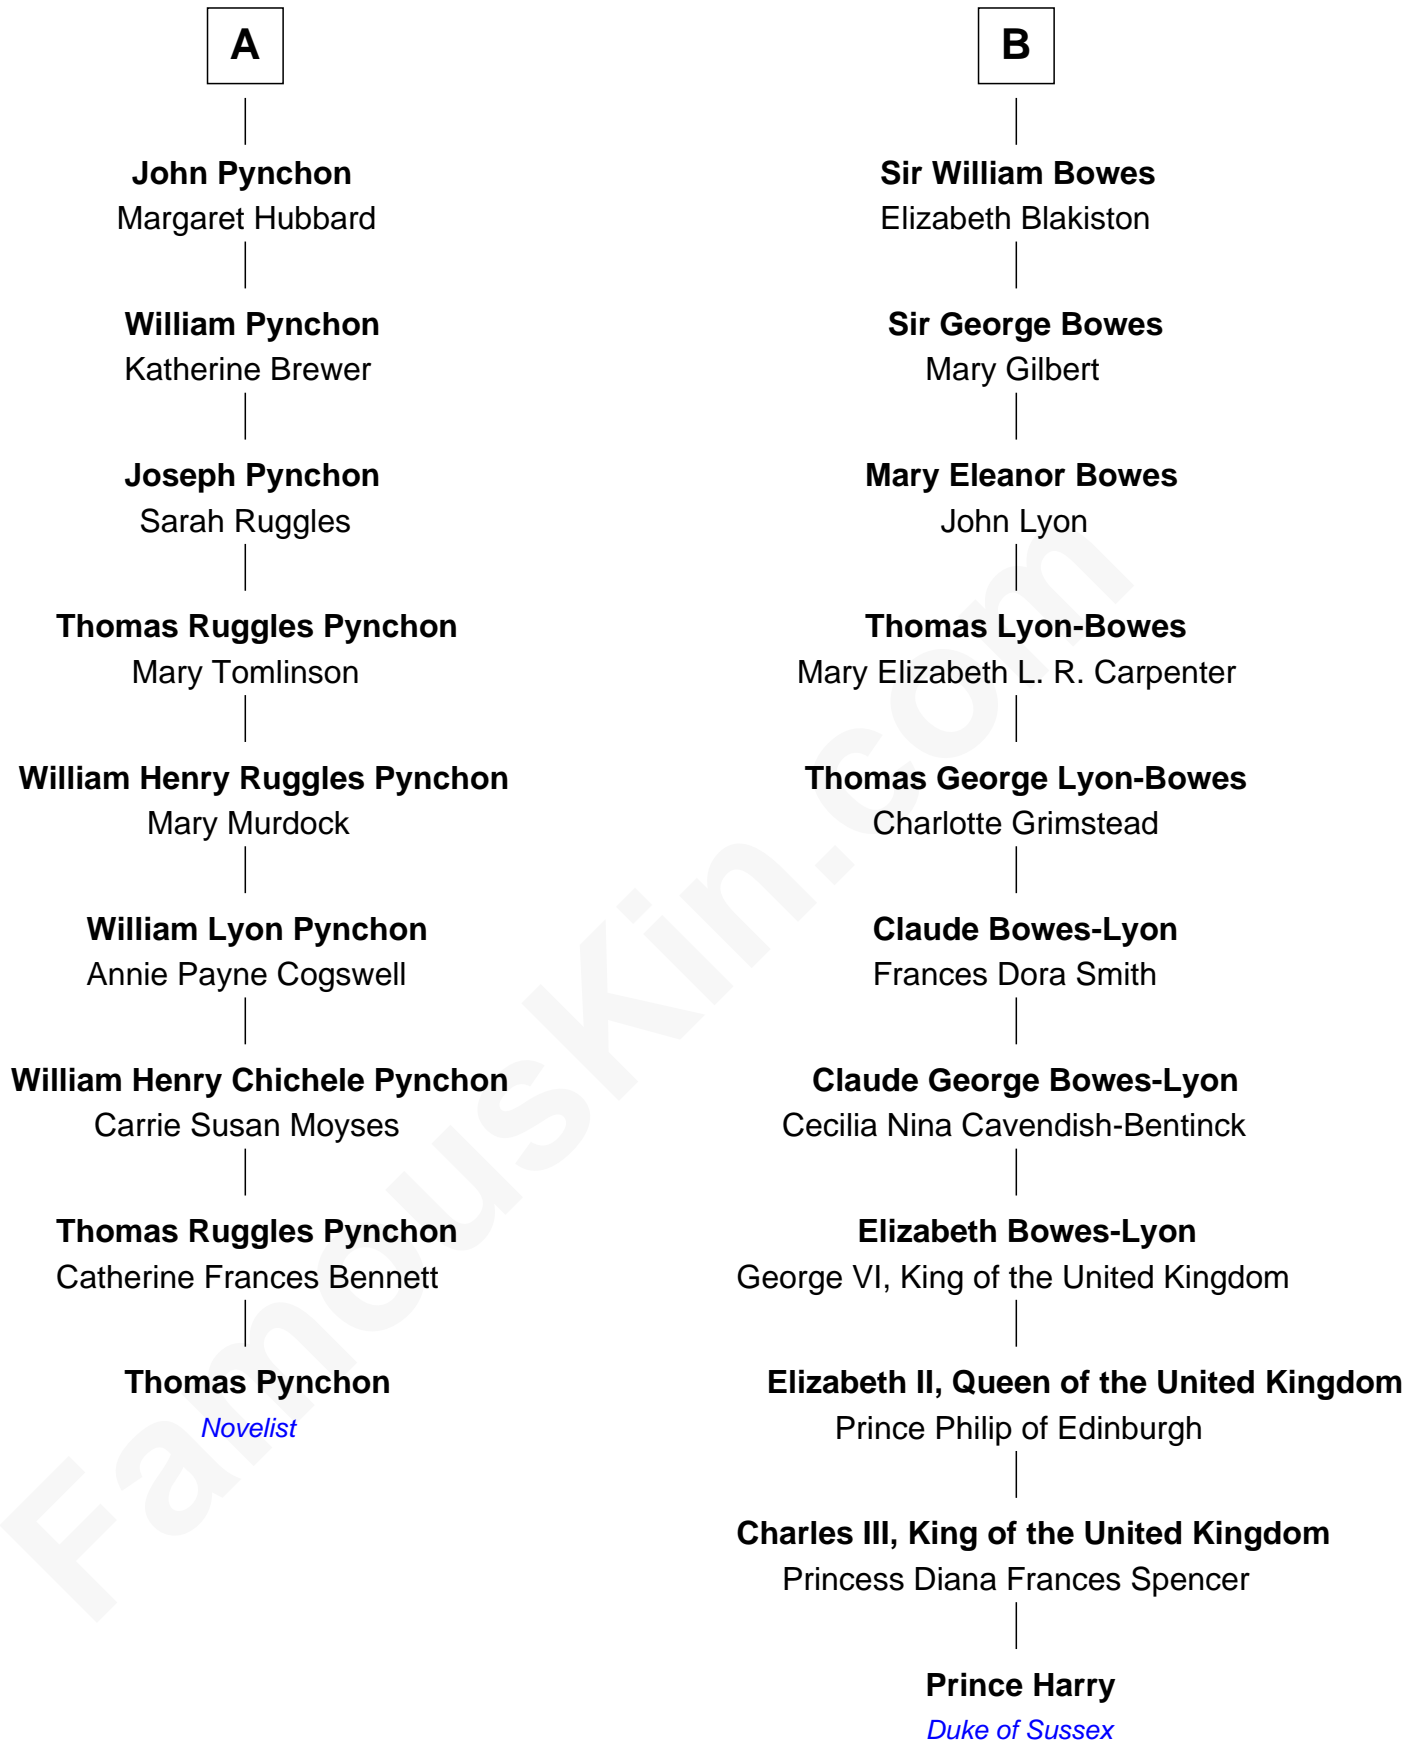 A
John Pynchon
Margaret Hubbard
William Pynchon
Katherine Brewer
Joseph Pynchon
Sarah Ruggles
Thomas Ruggles Pynchon
Mary Tomlinson
William Henry Ruggles Pynchon
Mary Murdock
William Lyon Pynchon
Annie Payne Cogswell
William Henry Chichele Pynchon
Carrie Susan Moyses
Thomas Ruggles Pynchon
Catherine Frances Bennett
Thomas Pynchon
Novelist
B
Sir William Bowes
Elizabeth Blakiston
Sir George Bowes
Mary Gilbert
Mary Eleanor Bowes
John Lyon
Thomas Lyon-Bowes
Mary Elizabeth L. R. Carpenter
Thomas George Lyon-Bowes
Charlotte Grimstead
Claude Bowes-Lyon
Frances Dora Smith
Claude George Bowes-Lyon
Cecilia Nina Cavendish-Bentinck
Elizabeth Bowes-Lyon
George VI, King of the United Kingdom
Elizabeth II, Queen of the United Kingdom
Prince Philip of Edinburgh
Charles III, King of the United Kingdom
Princess Diana Frances Spencer
Prince Harry
Duke of Sussex
FamousKin.com